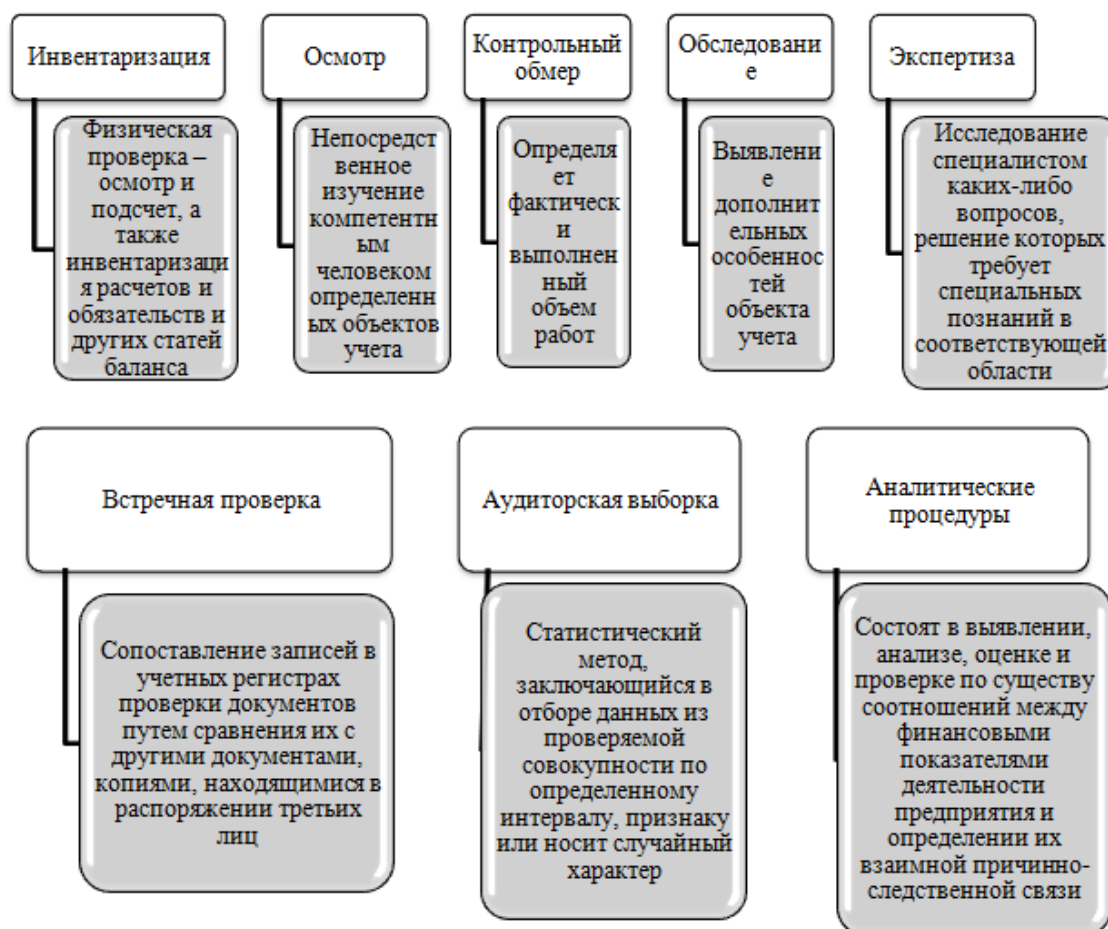 Инвентаризация
Физическая
проверка –
осмотр и
подсчет, а
также
инвентаризаци
я расчетов и
обязательств и
других статей
баланса
Осмотр
Непосредст
венное
изучение
компетентн
ым
человеком
определенн
ых объектов
учета
Контрольный
обмер
Определя
ет
фактическ
и
выполнен
ный
объем
работ
Обследовани
е
Выявлени
е
дополнит
ельных
особеннос
тей
объекта
учета
Экспертиза
Исследование
специалистом
каких-либо
вопросов,
решение которых
требует
специальных
познаний в
соответствующей
области
Встречная проверка
Сопоставление записей в
учетных регистрах
проверки документов
путем сравнения их с
другими документами,
копиями, находящимися в
распоряжении третьих
лиц
Аудиторская выборка
Статистический
метод,
заключающийся в
отборе данных из
проверяемой
совокупности по
определенному
интервалу, признаку
или носит случайный
характер
Аналитические
процедуры
Состоят в выявлении,
анализе, оценке и
проверке по существу
соотношений между
финансовыми
показателями
деятельности
предприятия и
определении их
взаимной причинно-
следственной связи